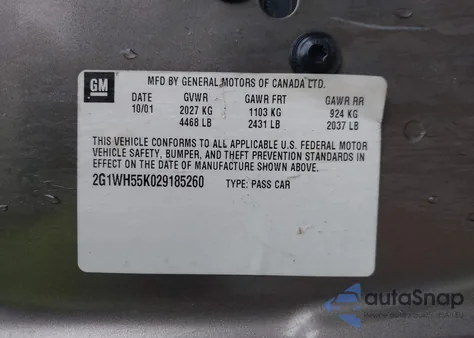 GM MFD BY GENERAL MOTORS OF CANADA LTD.
DATE GVWR GAWR FRT GAWR RR
10/01 2027 KG 1103 KG 924 KG
4468 LB 2431 LB 2037 LB
THIS VEHICLE CONFORMS TO ALL APPLICABLE U.S. FEDERAL MOTOR
VEHICLE SAFETY, BUMPER, AND THEFT PREVENTION STANDARDS IN
EFFECT ON THE DATE OF MANUFACTURE SHOWN ABOVE.
2G1WH55K029185260 TYPE: PASS CAR
autoSnap